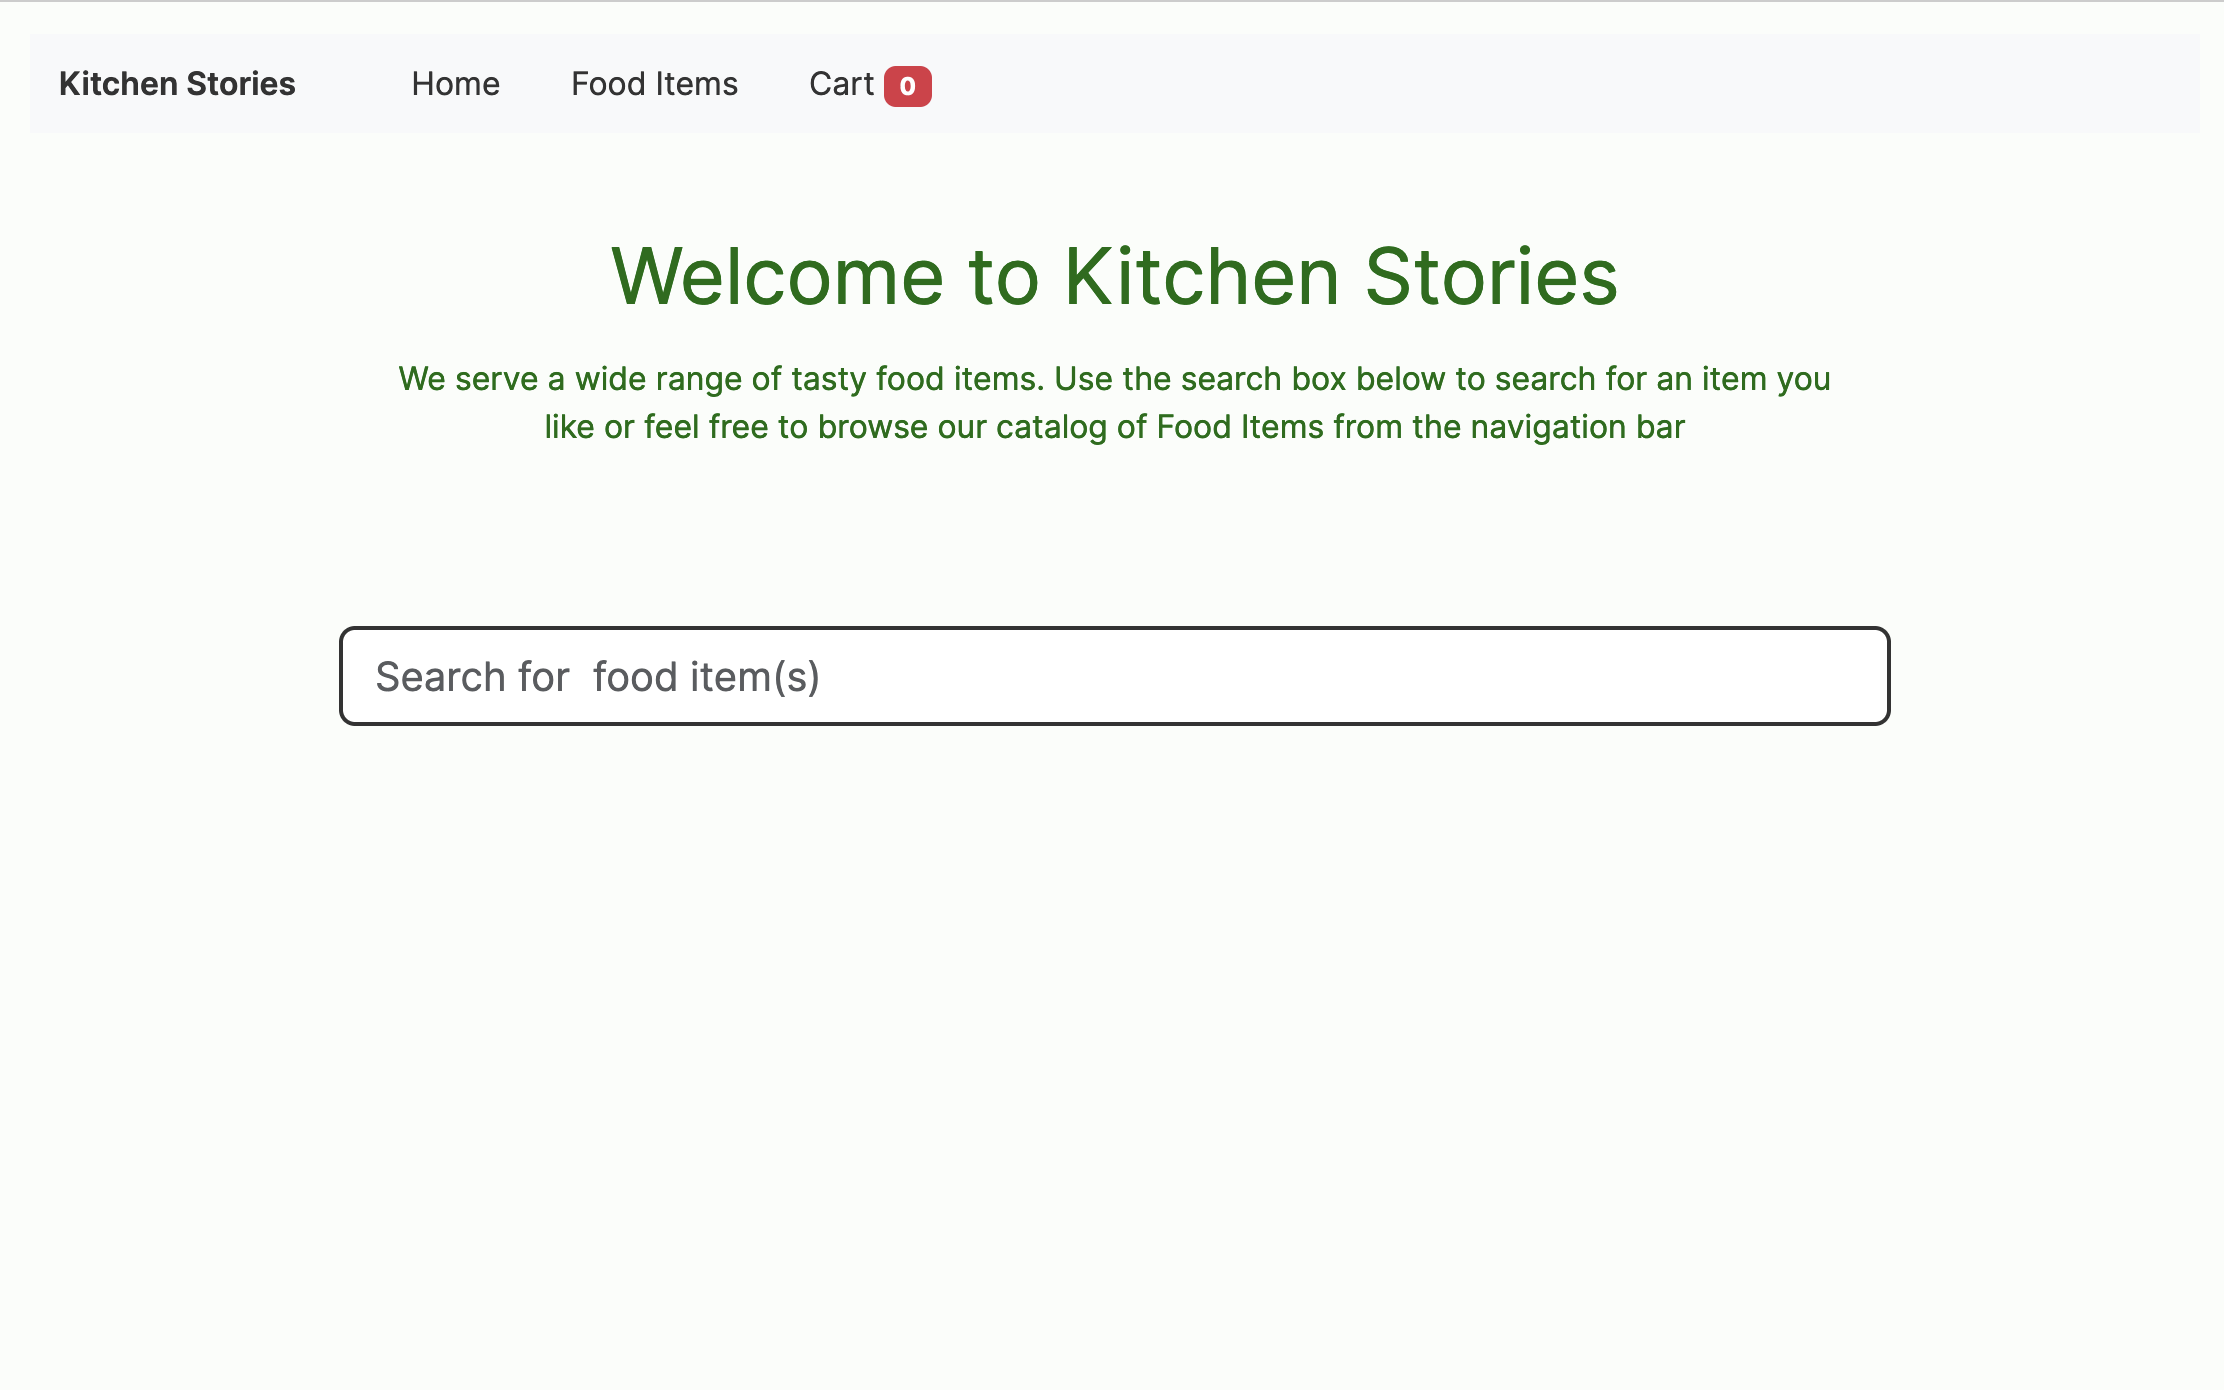 Kitchen Stories Home Food Items Cart 0
Welcome to Kitchen Stories
We serve a wide range of tasty food items. Use the search box below to search for an item you
like or feel free to browse our catalog of Food Items from the navigation bar
Search for  food item(s)